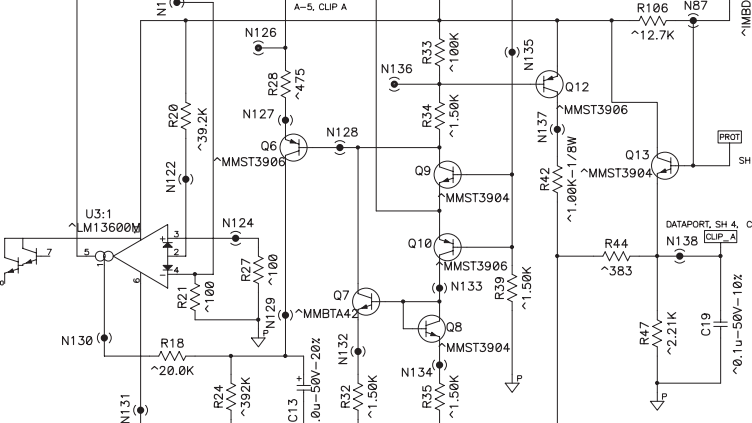 N1
A-5, CLIP A
R106
N87
^IMBD
^12.7K
N126
R33
^100K
N135
N136
R28
^475
Q12
R20
^39.2K
N127
R34
^1.50K
^MMST3906
Q6
N128
^MMST3906
N137
PROT
SH
N122
Q9
^MMST3904
R42
^1.00K-1/8W
Q13
^MMST3904
U3:1
^LM13600M
N124
DATAPORT, SH 4, C
CLIP_A
3
2
4
5
1
6
7
R27
^100
R21
^100
Q10
^MMST3906
R44
^383
N138
N133
R39
^1.50K
Q7
^MMBTA42
N129
P
Q8
^MMST3904
R47
^2.21K
C19
^0.1u-50V-10%
N130
R18
^20.0K
N132
N134
N131
R24
^392K
C13
+
.0u-50V-20%
R32
^1.50K
R35
^1.50K
P
P